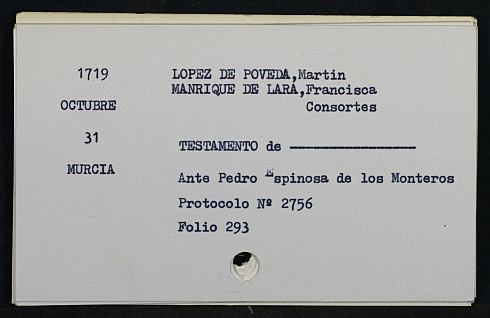 1719
OCTUBRE
31
MURCIA
LOPEZ DE POVEDA,Martin
MANRIQUE DE LARA,Francisca
Consortes
TESTAMENTO de -----------------
Ante Pedro Espinosa de los Monteros
Protocolo Nº 2756
Folio 293